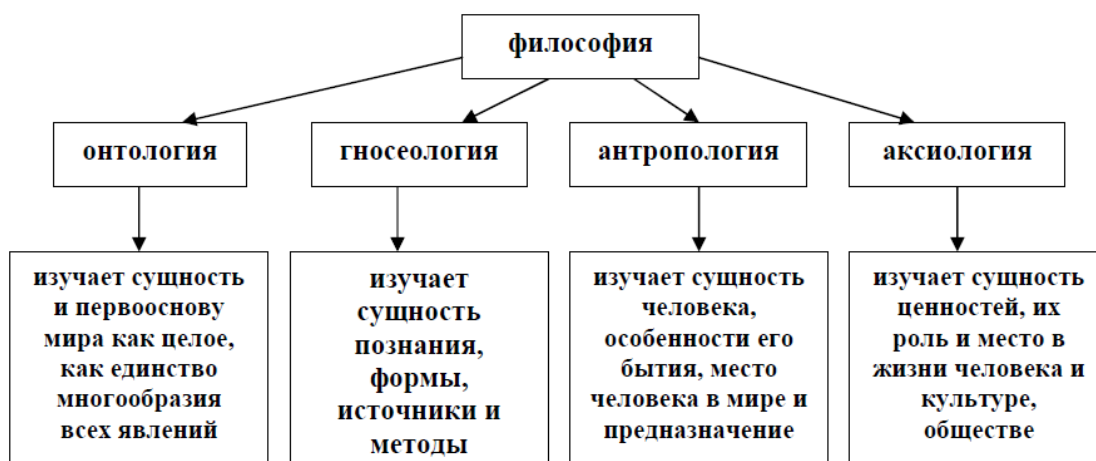 философия
онтология
гносеология
антропология
аксиология
изучает сущность
и первооснову
мира как целое,
как единство
многообразия
всех явлений
изучает
сущность
познания,
формы,
источники и
методы
изучает сущность
человека,
особенности его
бытия, место
человека в мире и
предназначение
изучает сущность
ценностей, их
роль и место в
жизни человека и
культуре,
обществе